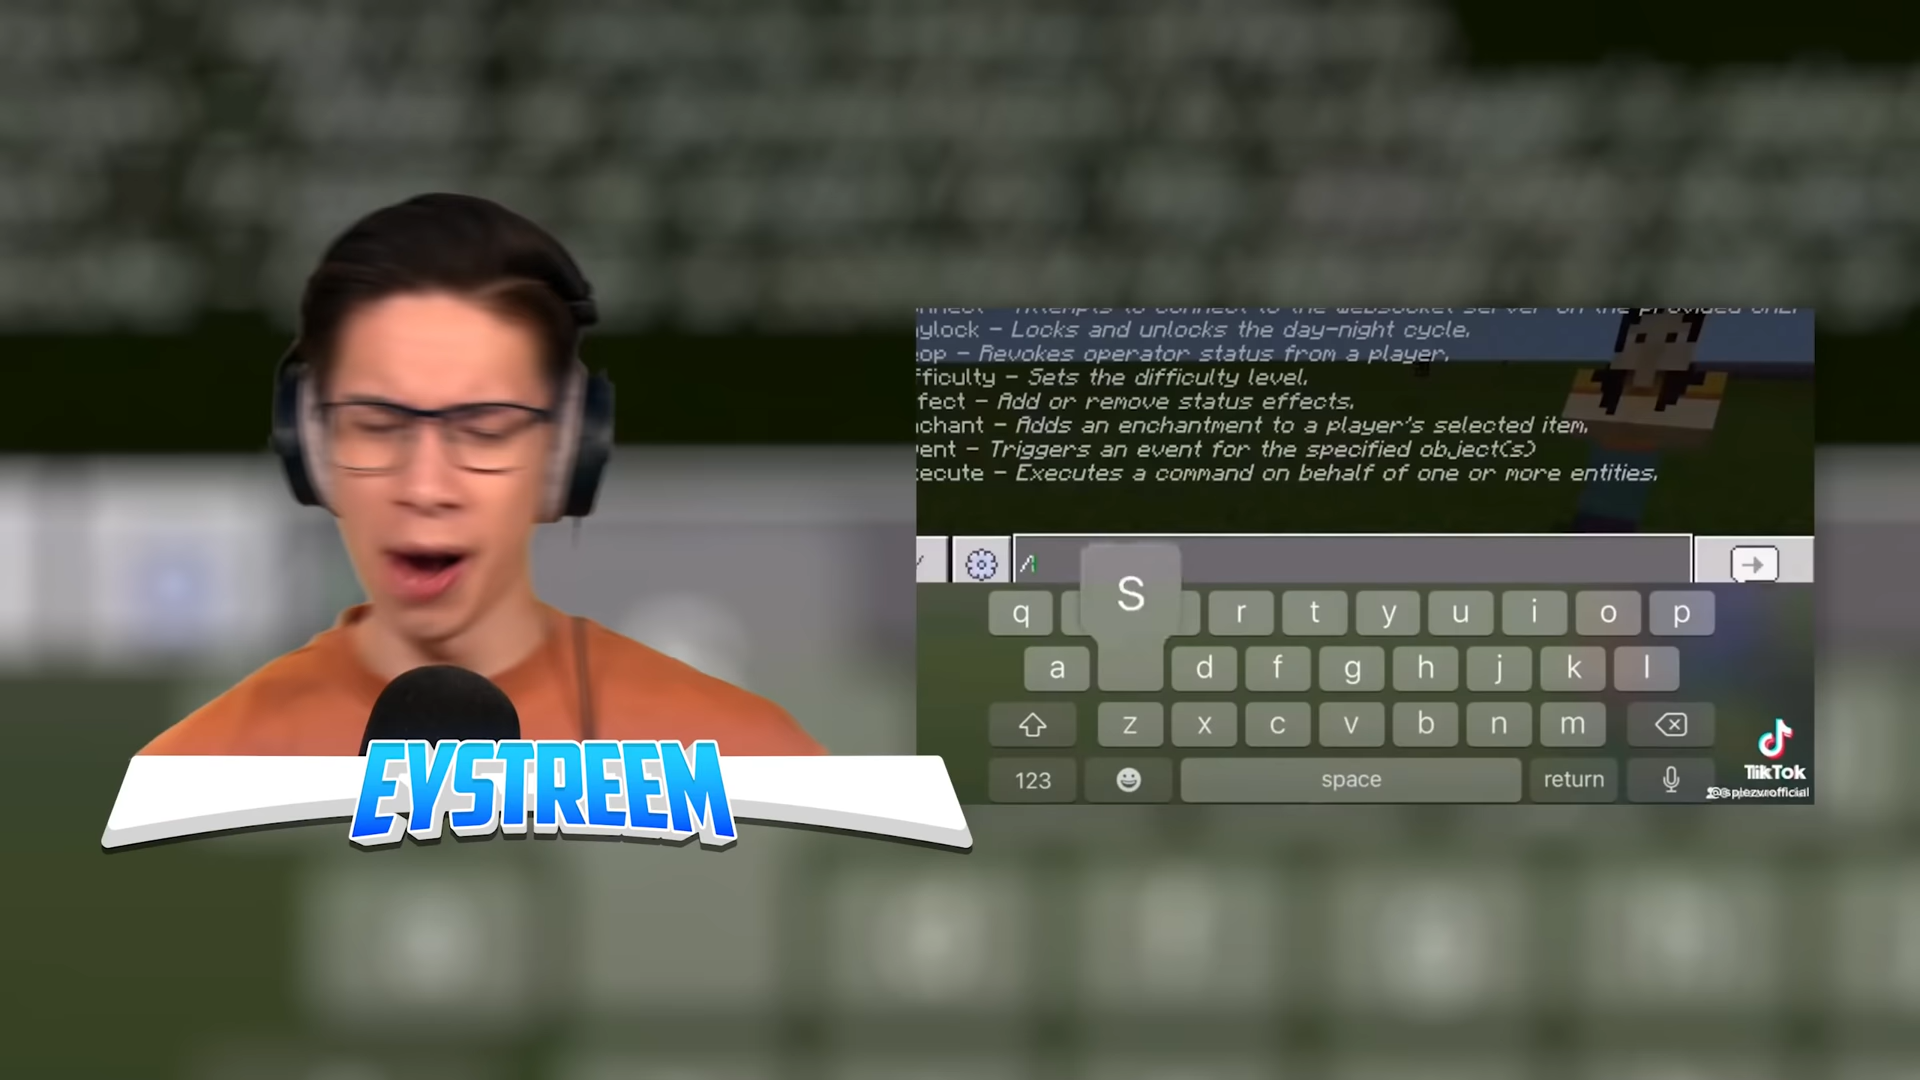 ylock - Locks and unlocks the day-night cycle.
op - Revokes operator status from a player.
fficulty - Sets the difficulty level.
fect - Add or remove status effects.
chant - Adds an enchantment to a player's selected item.
ent - Triggers an event for the specified object(s)
ecute - Executes a command on behalf of one or more entities.
/
S
q r t y u i o p
a d f g h j k l
z x c v b n m
123 space return
TikTok
EYSTREEM